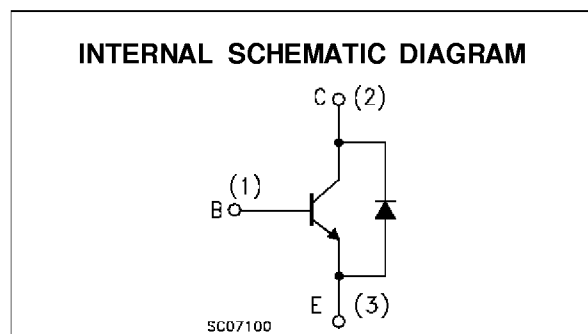 INTERNAL SCHEMATIC DIAGRAM
C (2)
(1)
B
E (3)
SC07100